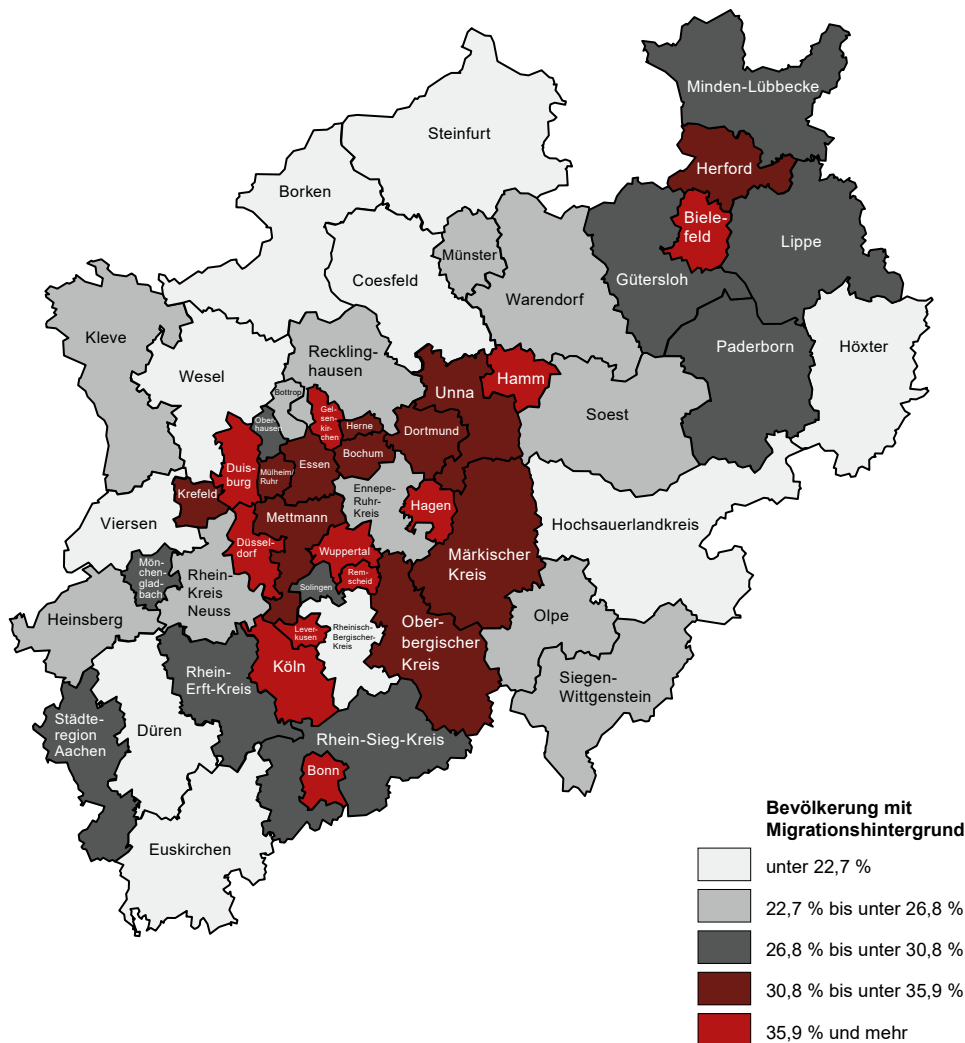 Minden-Lübbecke
Steinfurt
Herford
Borken
Biele-
feld
Lippe
Münster
Coesfeld
Gütersloh
Warendorf
Kleve
Paderborn
Höxter
Reckling-
hausen
Wesel
Hamm
Unna
Bottrop
Soest
Gel-
sen-
kir-
chen
Ober-
hausen
Herne
Dortmund
Bochum
Essen
Duis-
burg
Mülheim/
Ruhr
Ennepe-
Ruhr-
Kreis
Krefeld
Hagen
Mettmann
Viersen
Hochsauerlandkreis
Düssel-
dorf
Wuppertal
Märkischer
Kreis
Mön-
chen-
glad-
bach
Rhein-
Kreis
Neuss
Rem-
scheid
Solingen
Heinsberg
Olpe
Lever-
kusen
Rheinisch-
Bergischer-
Kreis
Ober-
bergischer
Kreis
Köln
Rhein-
Erft-Kreis
Siegen-
Wittgenstein
Städte-
region
Aachen
Düren
Rhein-Sieg-Kreis
Bonn
Euskirchen
Bevölkerung mit
Migrationshintergrund
unter 22,7 %
22,7 % bis unter 26,8 %
26,8 % bis unter 30,8 %
30,8 % bis unter 35,9 %
35,9 % und mehr